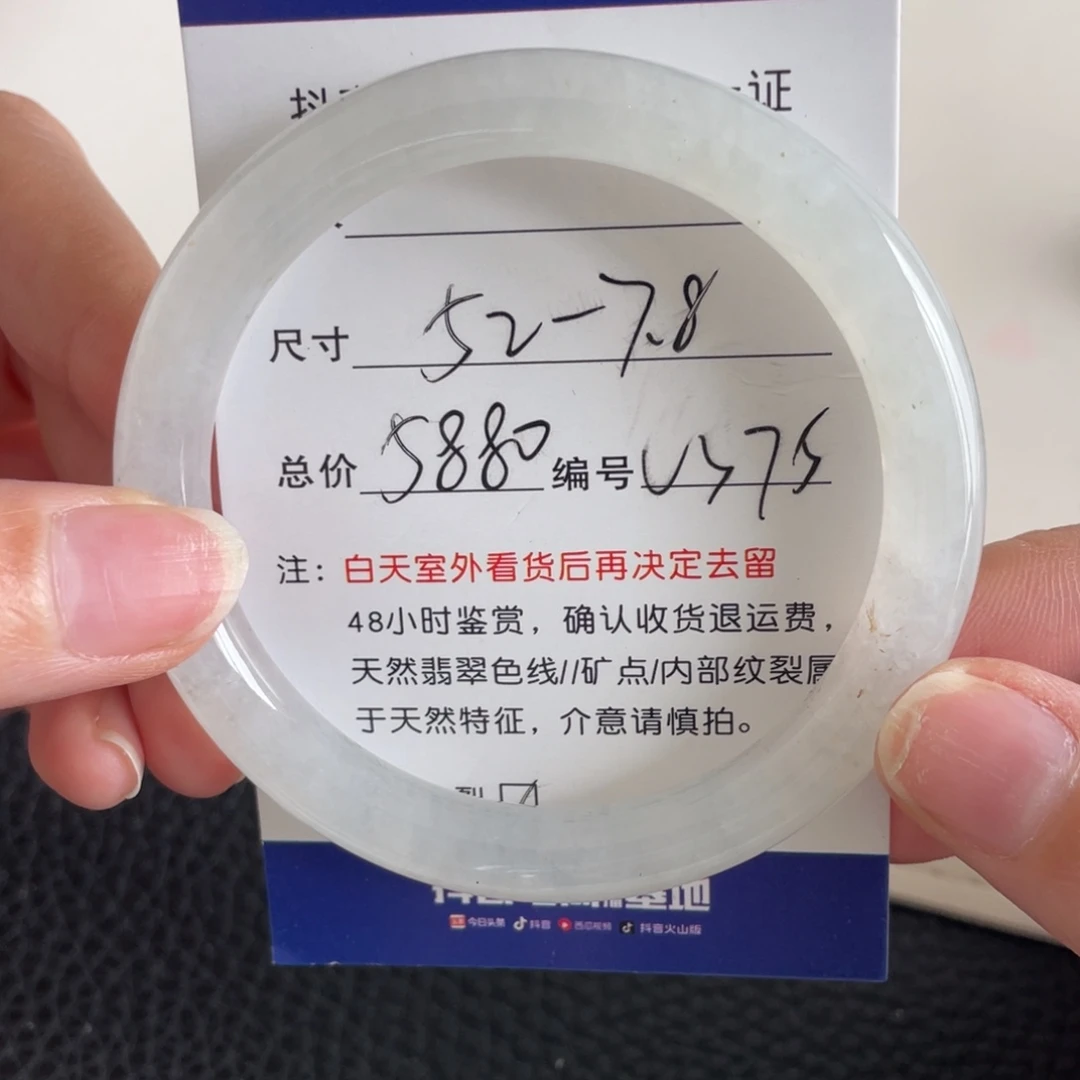 证
尺寸 52-7.8
总价 5880 编号
注：白天室外看货后再决定去留
48小时鉴赏，确认收货退运费，
天然翡翠色线//矿点/内部纹裂属
于天然特征，介意请慎拍。
基地
今日头条 抖音 西瓜视频 抖音火山版